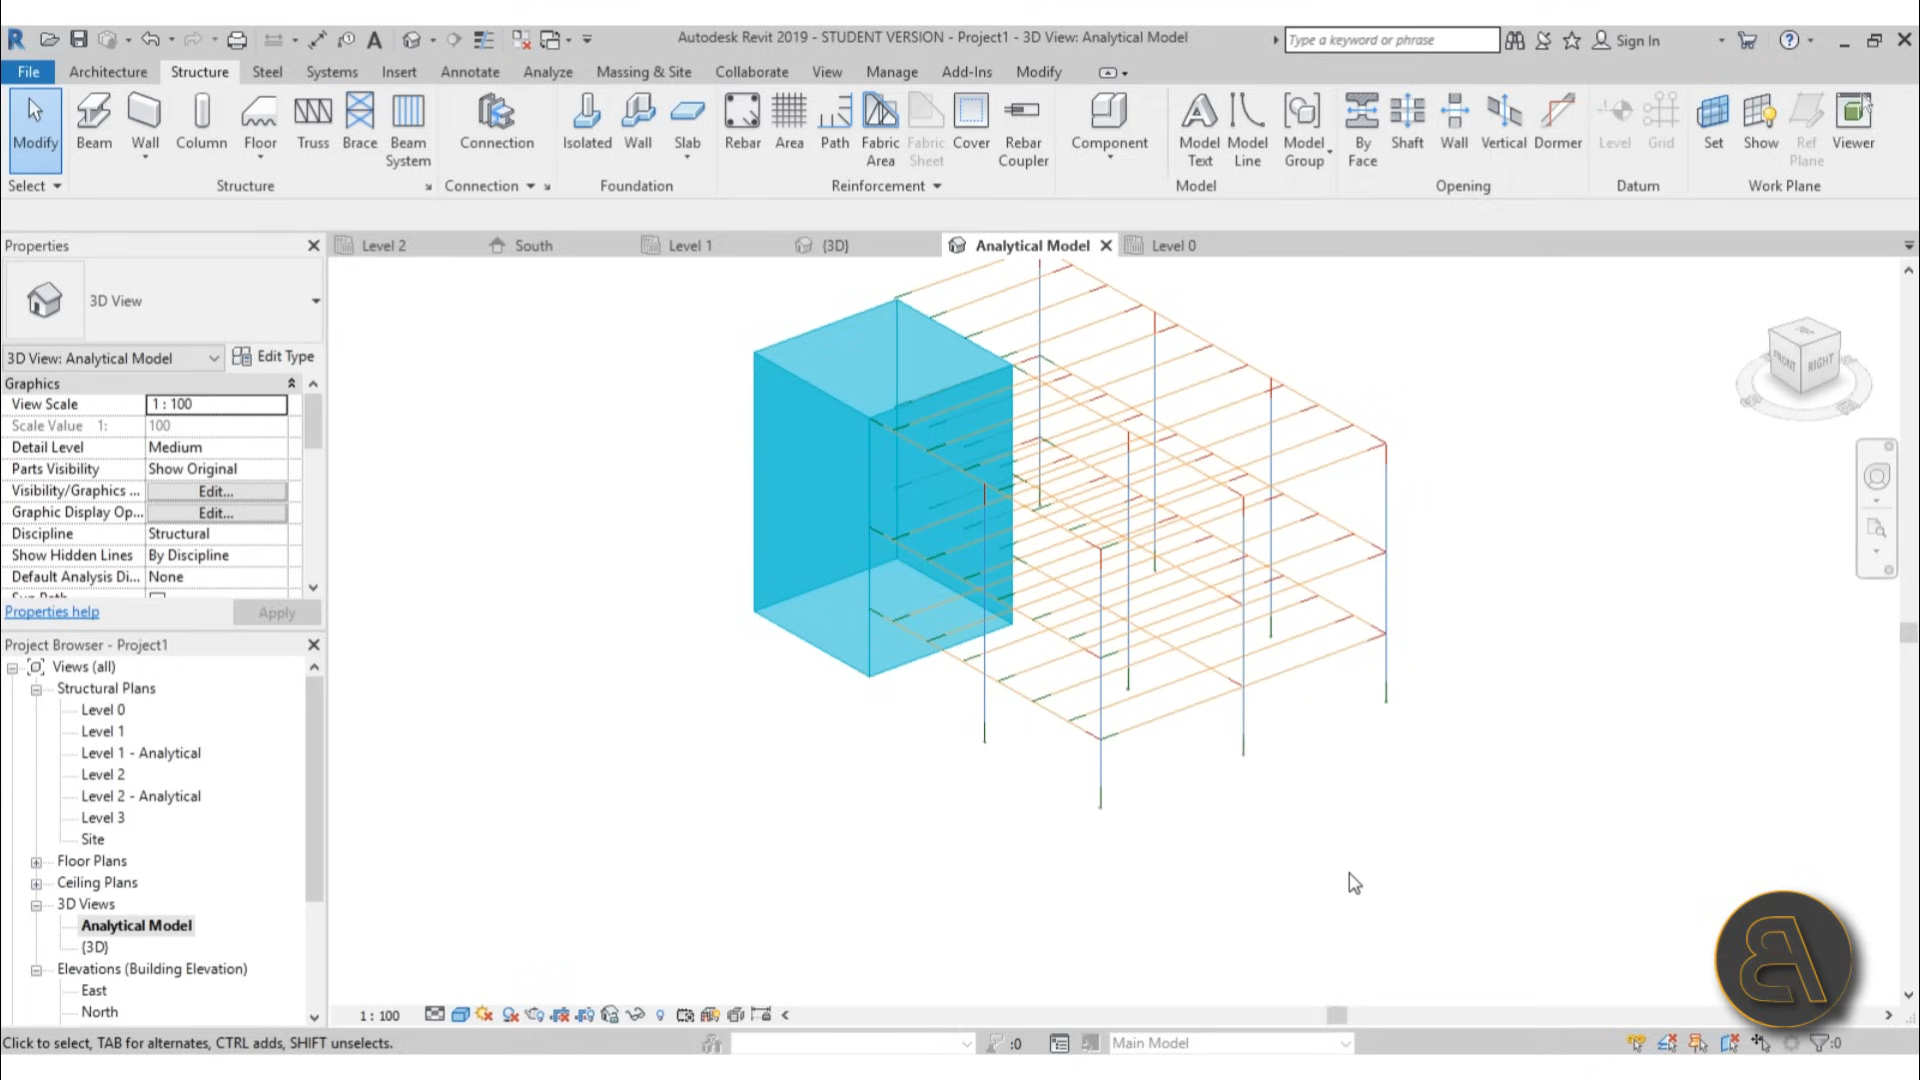 Autodesk Revit 2019 - STUDENT VERSION - Project1 - 3D View: Analytical Model
Type a keyword or phrase
Sign In
File Architecture Structure Steel Systems Insert Annotate Analyze Massing & Site Collaborate View Manage Add-Ins Modify
Modify Beam Wall Column Floor Truss Brace Beam System Connection Isolated Wall Slab Rebar Area Path Fabric Area Fabric Sheet Cover Rebar Coupler Component Model Text Model Line Model Group By Face Shaft Wall Vertical Dormer Level Grid Set Show Ref Plane Viewer
Select Structure Connection Foundation Reinforcement Model Opening Datum Work Plane
Properties
Level 2 South Level 1 {3D} Analytical Model Level 0
3D View
3D View: Analytical Model Edit Type
Graphics
View Scale 1 : 100
Scale Value 1: 100
Detail Level Medium
Parts Visibility Show Original
Visibility/Graphics ... Edit...
Graphic Display Op... Edit...
Discipline Structural
Show Hidden Lines By Discipline
Default Analysis Di... None
Properties help Apply
FRONT RIGHT
Project Browser - Project1
Views (all)
Structural Plans
Level 0
Level 1
Level 1 - Analytical
Level 2
Level 2 - Analytical
Level 3
Site
Floor Plans
Ceiling Plans
3D Views
Analytical Model
{3D}
Elevations (Building Elevation)
East
North
1 : 100
Click to select, TAB for alternates, CTRL adds, SHIFT unselects.
:0 Main Model :0